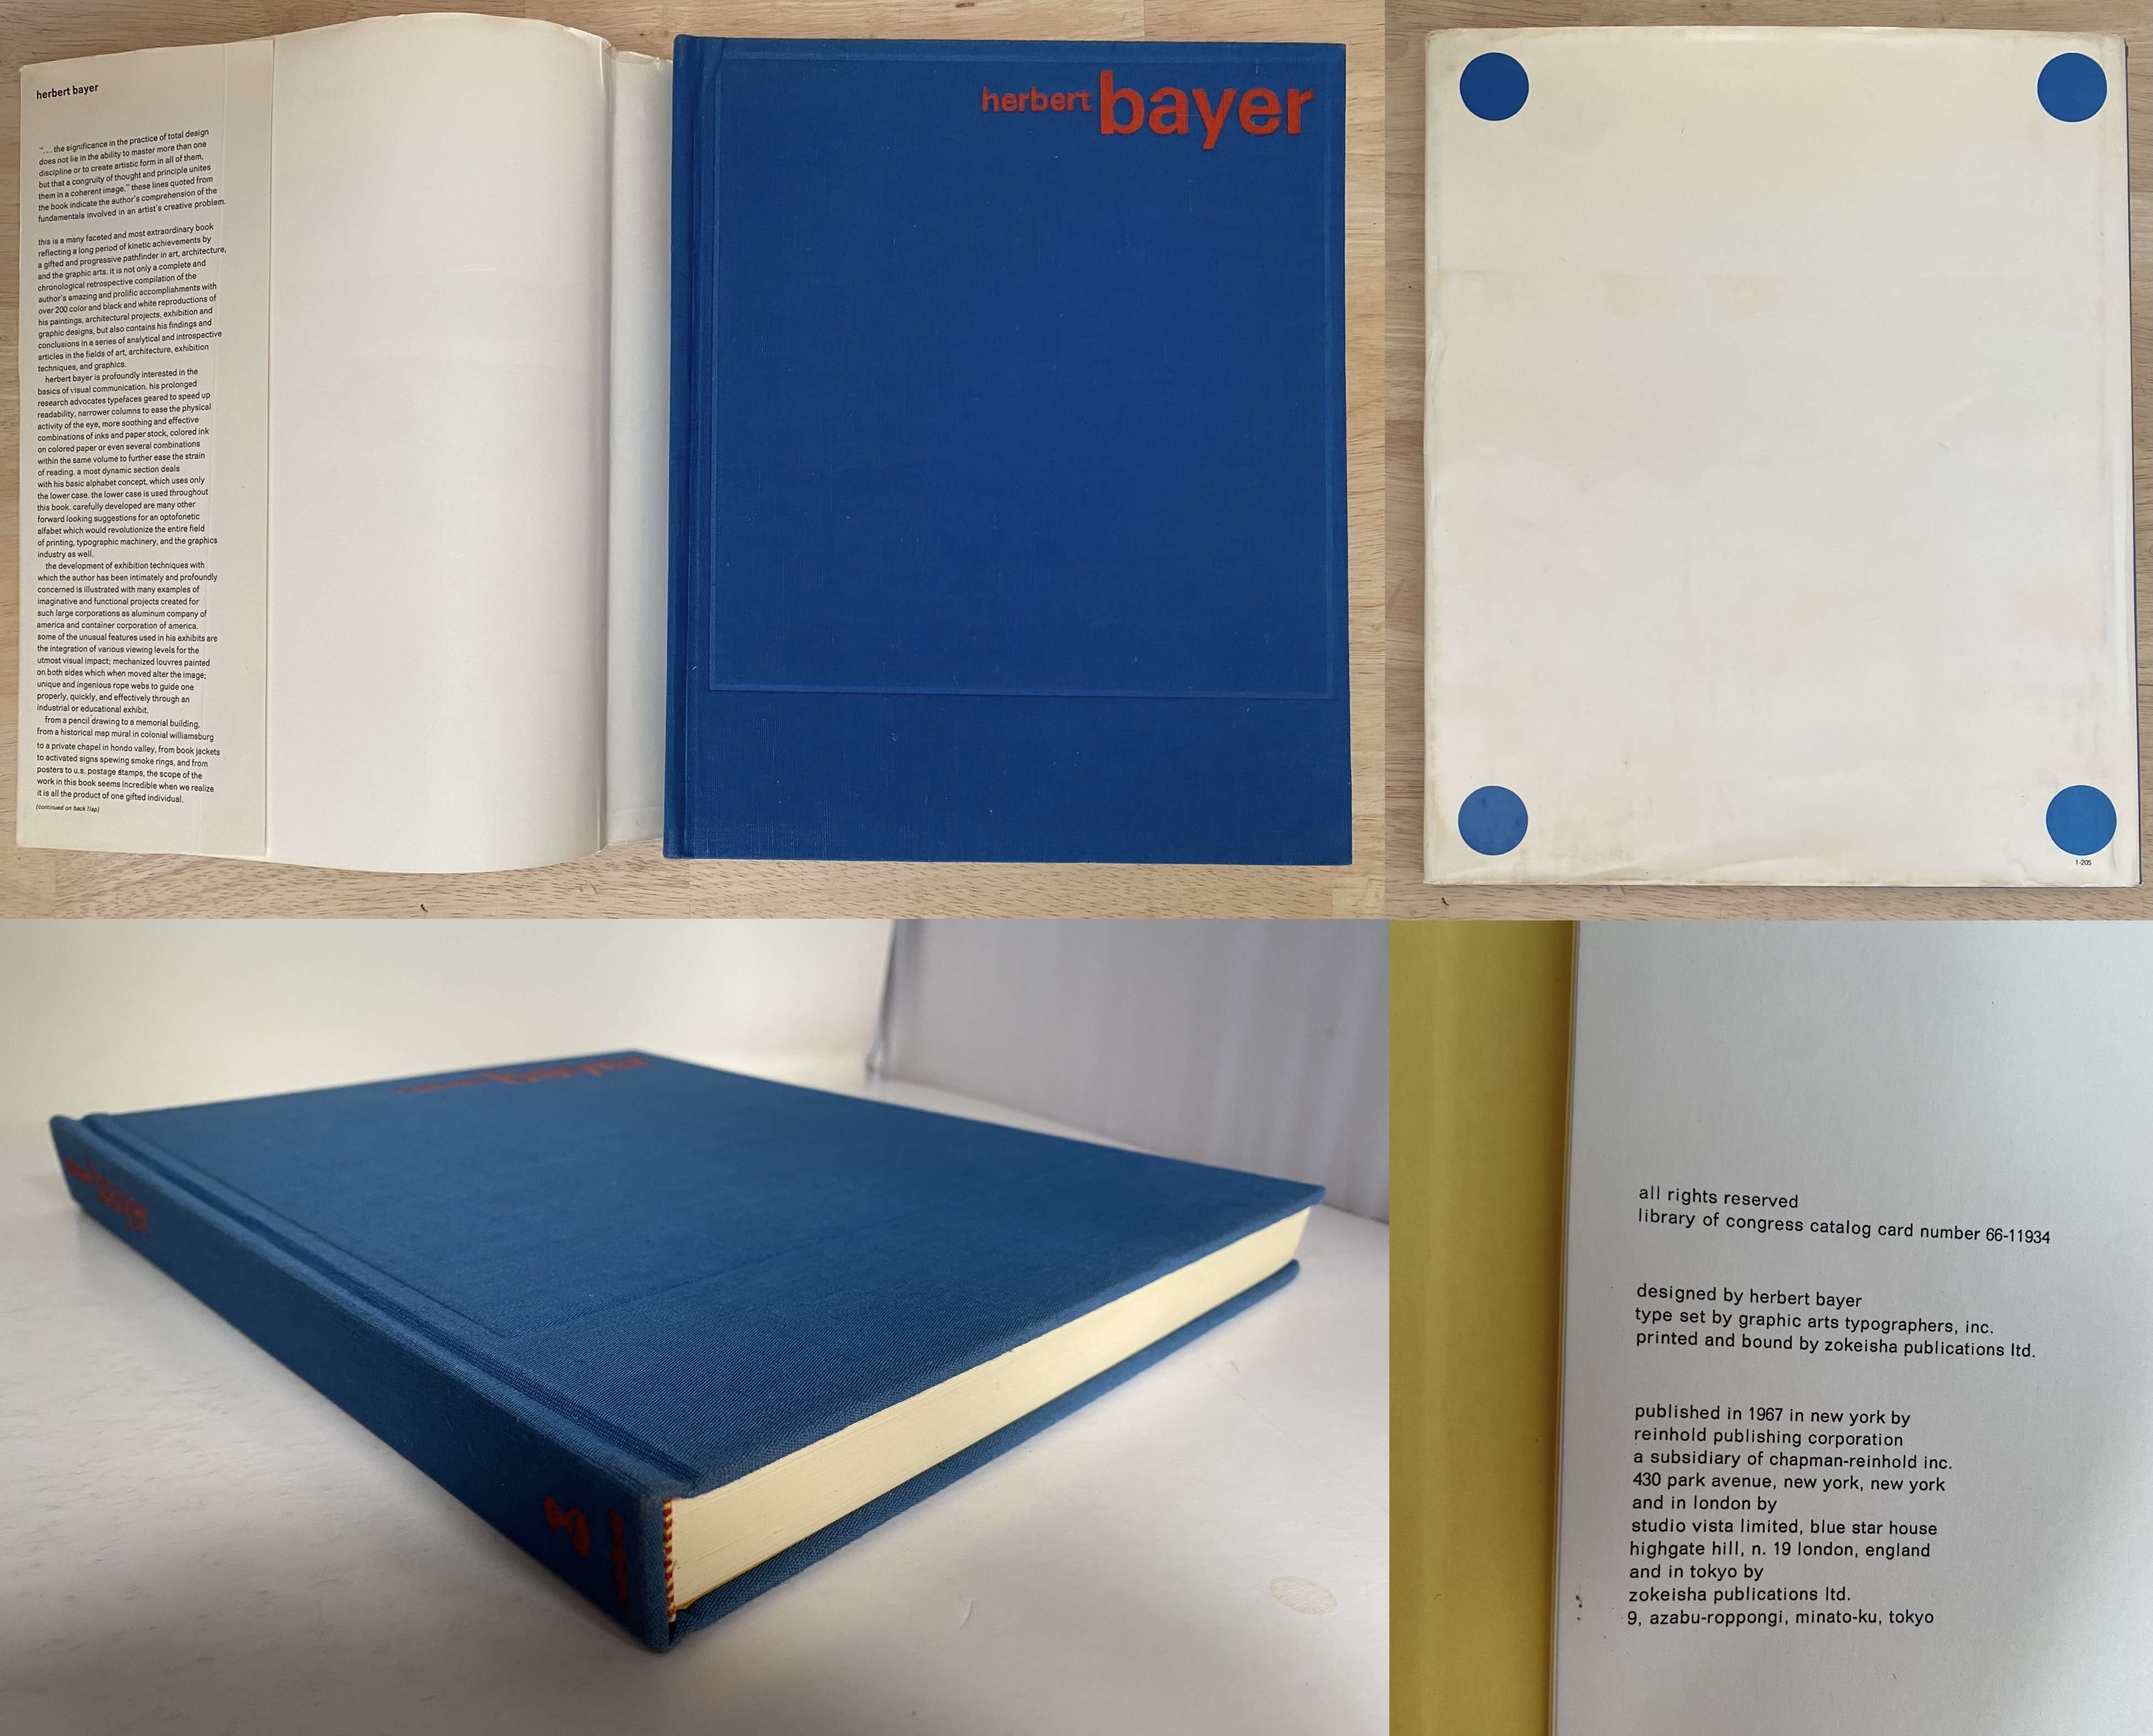 herbert bayer
"... the significance in the practice of total design
does not lie in the ability to master more than one
discipline or to create artistic form in all of them,
but that a congruity of thought and principle unites
them in a coherent image." these lines quoted from
the book indicate the author's comprehension of the
fundamentals involved in an artist's creative problem.
this is a many faceted and most extraordinary book
reflecting a long period of kinetic achievements by
a gifted and progressive pathfinder in art, architecture,
and the graphic arts. it is not only a complete and
chronological retrospective compilation of the
author's amazing and prolific accomplishments with
over 200 color and black and white reproductions of
his paintings, architectural projects, exhibition and
graphic designs, but also contains his findings and
conclusions in a series of analytical and introspective
articles in the fields of art, architecture, exhibition
techniques, and graphics.
herbert bayer is profoundly interested in the
basics of visual communication. his prolonged
research advocates typefaces geared to speed up
readability, narrower columns to ease the physical
activity of the eye, more soothing and effective
combinations of inks and paper stock, colored ink
on colored paper or even several combinations
within the same volume to further ease the strain
of reading. a most dynamic section deals
with his basic alphabet concept, which uses only
the lower case. the lower case is used throughout
this book. carefully developed are many other
forward looking suggestions for an optofonetic
alfabet which would revolutionize the entire field
of printing, typographic machinery, and the graphics
industry as well.
the development of exhibition techniques with
which the author has been intimately and profoundly
concerned is illustrated with many examples of
imaginative and functional projects created for
such large corporations as aluminum company of
america and container corporation of america.
some of the unusual features used in his exhibits are
the integration of various viewing levels for the
utmost visual impact; mechanized louvres painted
on both sides which when moved alter the image;
unique and ingenious rope webs to guide one
properly, quickly, and effectively through an
industrial or educational exhibit.
from a pencil drawing to a memorial building,
from a historical map mural in colonial williamsburg
to a private chapel in hondo valley, from book jackets
to activated signs spewing smoke rings, and from
posters to u.s. postage stamps, the scope of the
work in this book seems incredible when we realize
it is all the product of one gifted individual.
(continued on back flap)
herbert bayer
1-205
herbert bayer
bayer
all rights reserved
library of congress catalog card number 66-11934
designed by herbert bayer
type set by graphic arts typographers, inc.
printed and bound by zokeisha publications ltd.
published in 1967 in new york by
reinhold publishing corporation
a subsidiary of chapman-reinhold inc.
430 park avenue, new york, new york
and in london by
studio vista limited, blue star house
highgate hill, n. 19 london, england
and in tokyo by
zokeisha publications ltd.
9, azabu-roppongi, minato-ku, tokyo